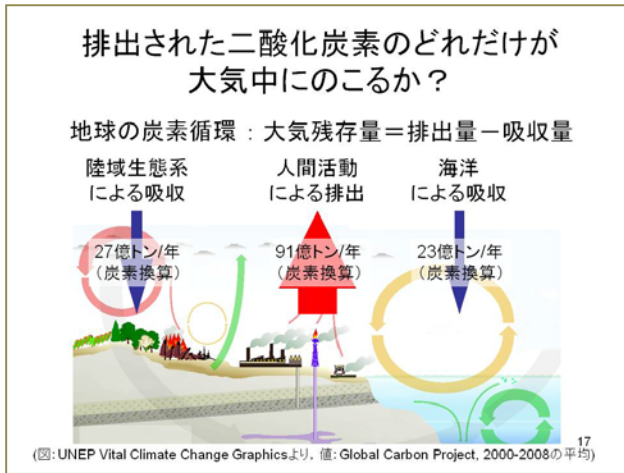 排出された二酸化炭素のどれだけが
大気中にのこるか？
地球の炭素循環：大気残存量＝排出量－吸収量
陸域生態系
による吸収
人間活動
による排出
海洋
による吸収
27億トン/年
（炭素換算）
91億トン/年
（炭素換算）
23億トン/年
（炭素換算）
17
(図：UNEP Vital Climate Change Graphicsより，値：Global Carbon Project, 2000-2008の平均)